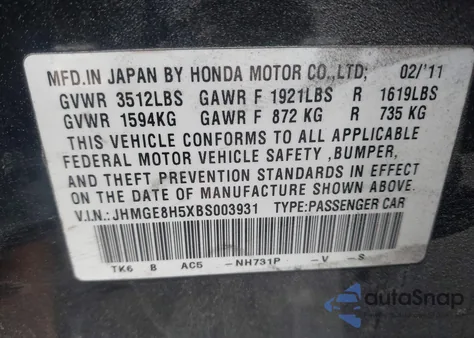 MFD.IN JAPAN BY HONDA MOTOR CO.,LTD; 02/'11
GVWR 3512LBS GAWR F 1921LBS R 1619LBS
GVWR 1594KG GAWR F 872 KG R 735 KG
THIS VEHICLE CONFORMS TO ALL APPLICABLE
FEDERAL MOTOR VEHICLE SAFETY ,BUMPER,
AND THEFT PREVENTION STANDARDS IN EFFECT
ON THE DATE OF MANUFACTURE SHOWN ABOVE.
V.I.N.: JHMGE8H5XBS003931 TYPE:PASSENGER CAR
TK6 B AC5 -NH731P -V -S
autoSnap